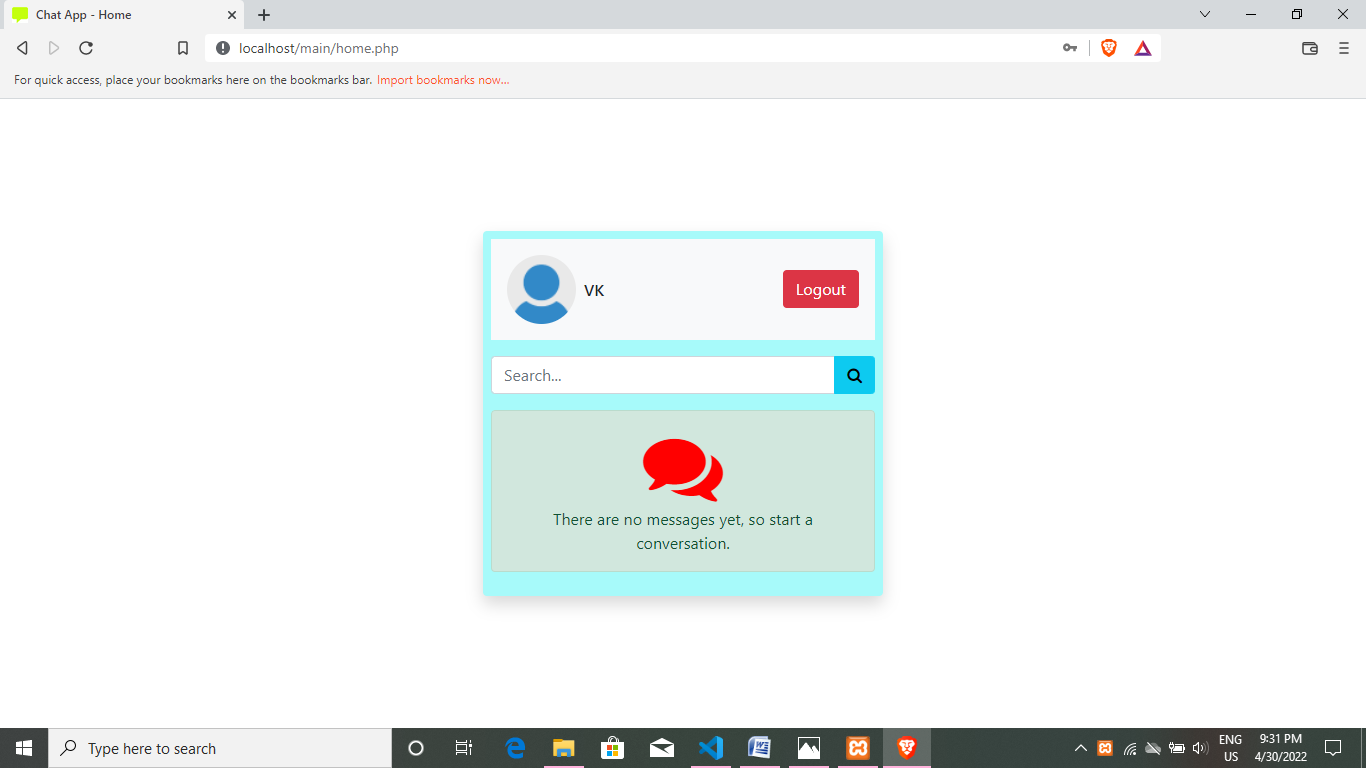 Chat App - Home
localhost/main/home.php
For quick access, place your bookmarks here on the bookmarks bar. Import bookmarks now...
VK
Logout
Search...
There are no messages yet, so start a
conversation.
Type here to search
ENG
US
9:31 PM
4/30/2022